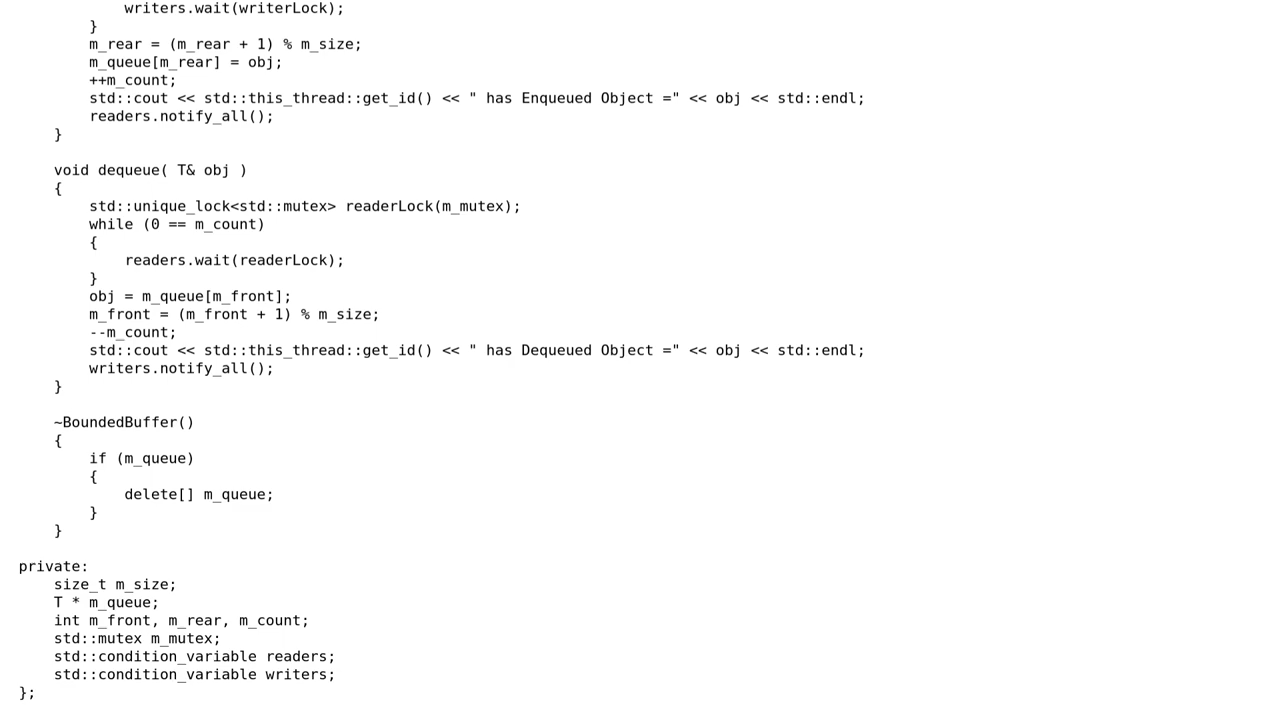 writers.wait(writerLock);
        }
        m_rear = (m_rear + 1) % m_size;
        m_queue[m_rear] = obj;
        ++m_count;
        std::cout << std::this_thread::get_id() << " has Enqueued Object =" << obj << std::endl;
        readers.notify_all();
    }

    void dequeue( T& obj )
    {
        std::unique_lock<std::mutex> readerLock(m_mutex);
        while (0 == m_count)
        {
            readers.wait(readerLock);
        }
        obj = m_queue[m_front];
        m_front = (m_front + 1) % m_size;
        --m_count;
        std::cout << std::this_thread::get_id() << " has Dequeued Object =" << obj << std::endl;
        writers.notify_all();
    }

    ~BoundedBuffer()
    {
        if (m_queue)
        {
            delete[] m_queue;
        }
    }

private:
    size_t m_size;
    T * m_queue;
    int m_front, m_rear, m_count;
    std::mutex m_mutex;
    std::condition_variable readers;
    std::condition_variable writers;
};